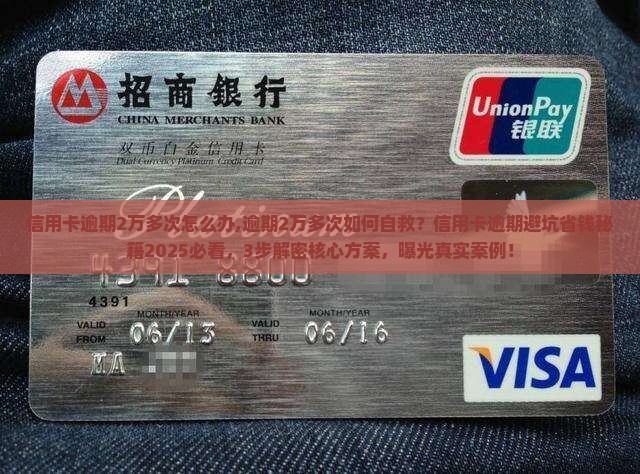 招商银行
CHINA MERCHANTS BANK
双币白金信用卡
Dual Currency Platinum Credit Card
UnionPay
银联
信用卡逾期2万多次怎么办,逾期2万多次如何自救？信用卡逾期避坑省钱秘
籍2025必看，3步解密核心方案，曝光真实案例！
4391 8800
4391
MONTH/YEAR MONTH/YEAR
VALID FROM 06/13 VALID THRU 06/16
MA
VISA